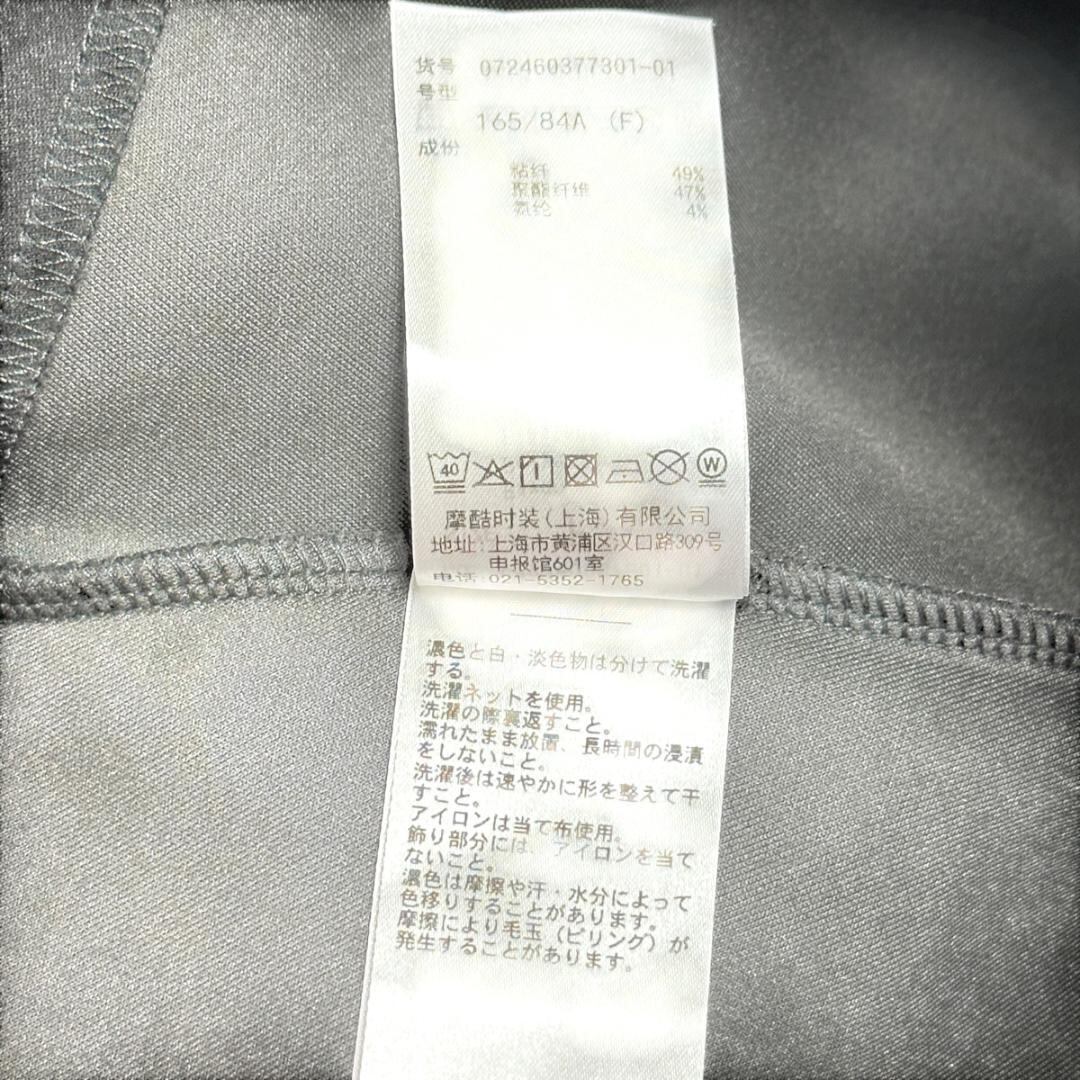 货号 072460377301-01
号型
165/84A (F)
成份
粘纤 49%
聚酯纤维 47%
氨纶 4%
40
W
摩酷时装(上海)有限公司
地址:上海市黄浦区汉口路309号
申报馆601室
电话:021-5352-1765
濃色と白・淡色物は分けて洗濯
する。
洗濯ネットを使用。
洗濯の際裏返すこと。
濡れたまま放置、長時間の浸漬
をしないこと。
洗濯後は速やかに形を整えて干
すこと。
アイロンは当て布使用。
飾り部分には、アイロンを当て
ないこと。
濃色は摩擦や汗・水分によって
色移りすることがあります。
摩擦により毛玉(ピリング)が
発生することがあります。